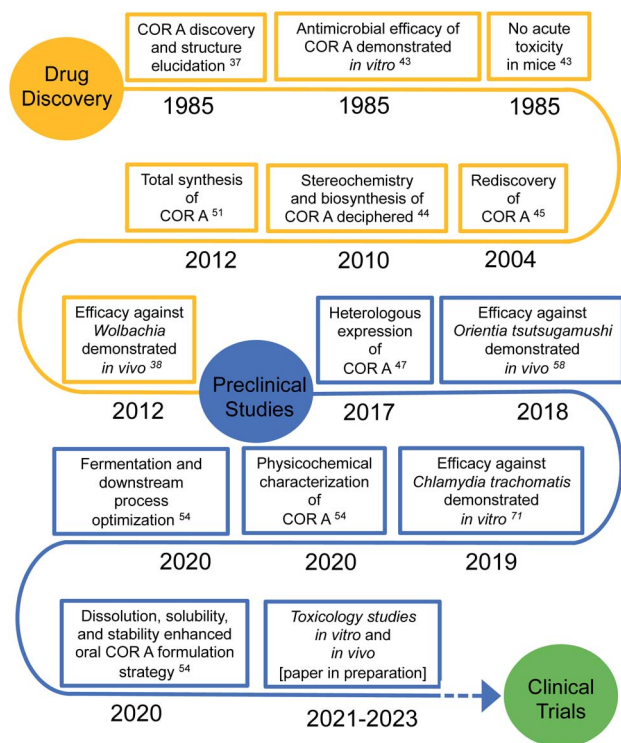 Drug
Discovery
COR A discovery
and structure
elucidation 37
1985
Antimicrobial efficacy of
COR A demonstrated
in vitro 43
1985
No acute
toxicity
in mice 43
1985
Total synthesis
of
COR A 51
2012
Stereochemistry
and biosynthesis of
COR A deciphered 44
2010
Rediscovery
of
COR A 45
2004
Efficacy against
Wolbachia
demonstrated
in vivo 38
2012
Preclinical
Studies
Heterologous
expression
of
COR A 47
2017
Efficacy against
Orientia tsutsugamushi
demonstrated
in vivo 58
2018
Fermentation and
downstream
process
optimization 54
2020
Physicochemical
characterization
of
COR A 54
2020
Efficacy against
Chlamydia trachomatis
demonstrated
in vitro 71
2019
Dissolution, solubility,
and stability enhanced
oral COR A formulation
strategy 54
2020
Toxicology studies
in vitro and
in vivo
[paper in preparation]
2021-2023
Clinical
Trials